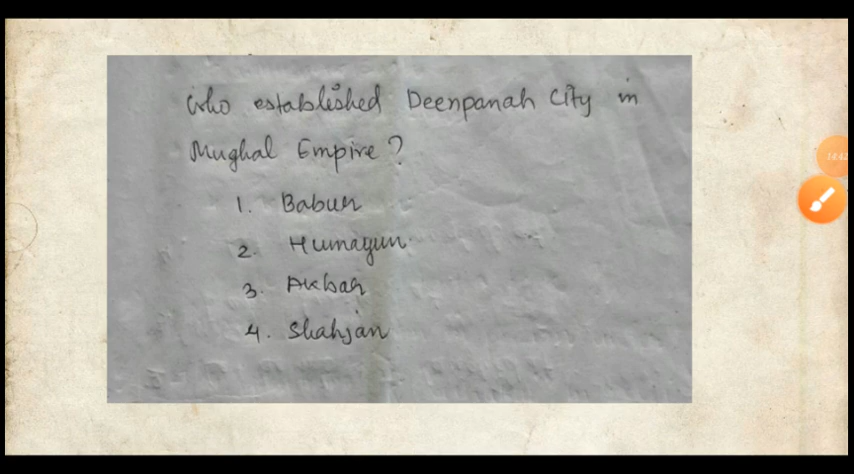 Who established Deenpanah City in
Mughal Empire?
1. Babur
2. Humayun
3. Akbar
4. Shahjan